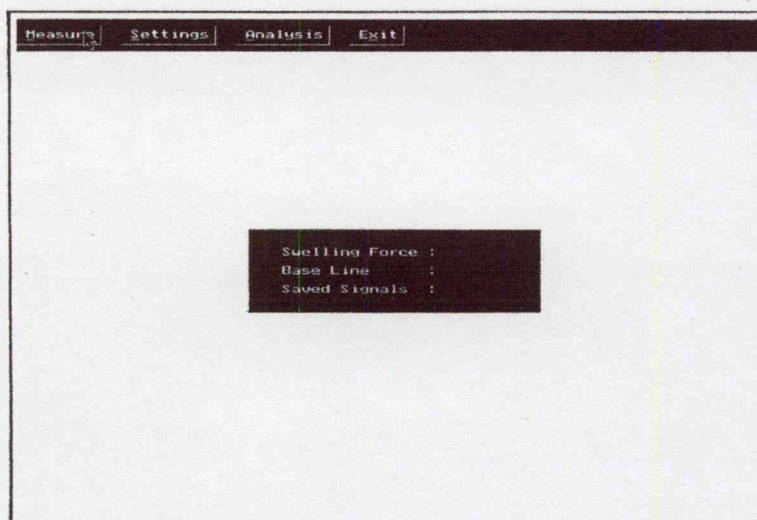 Measure Settings Analysis Exit
Swelling Force :
Base Line :
Saved Signals :